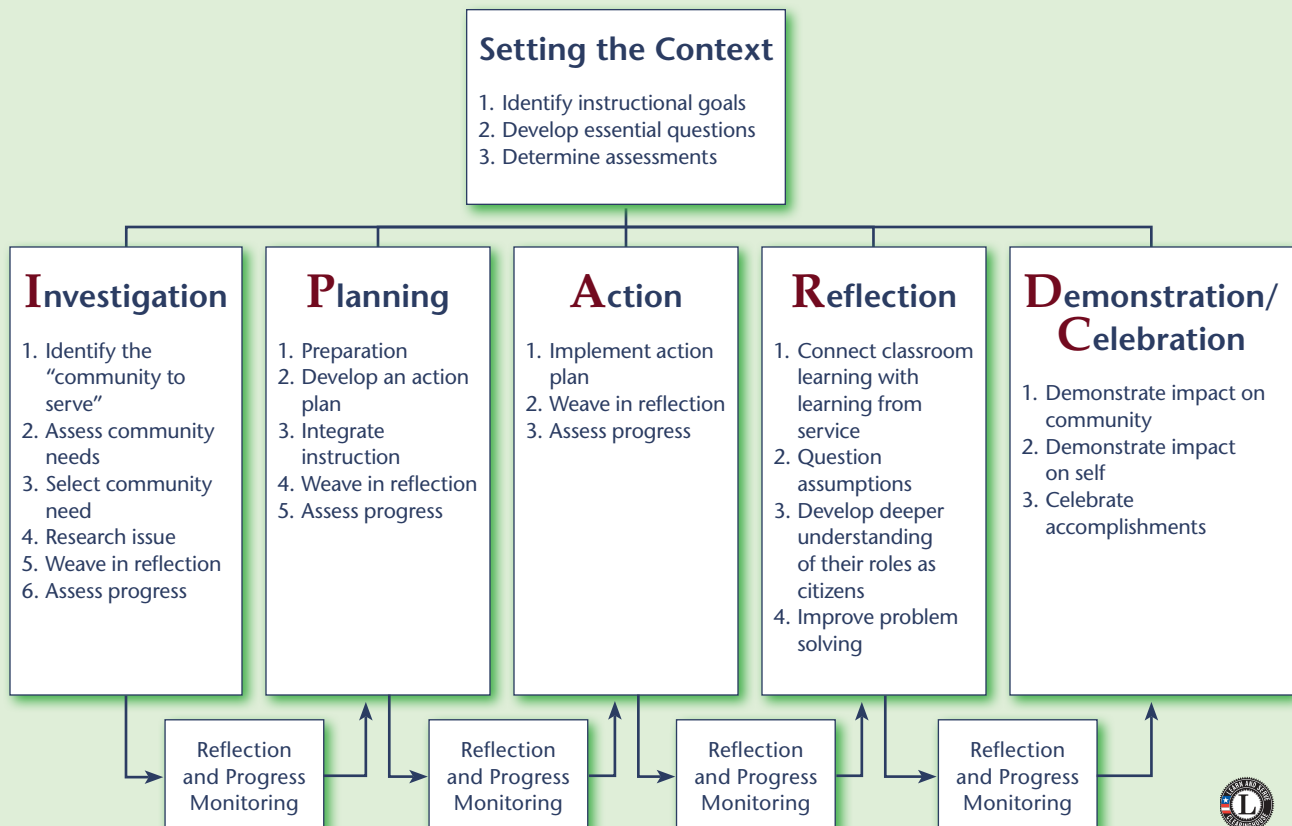 Setting the Context
1. Identify instructional goals
2. Develop essential questions
3. Determine assessments
Investigation
1. Identify the
“community to
serve”
2. Assess community
needs
3. Select community
need
4. Research issue
5. Weave in reflection
6. Assess progress
Planning
1. Preparation
2. Develop an action
plan
3. Integrate
instruction
4. Weave in reflection
5. Assess progress
Action
1. Implement action
plan
2. Weave in reflection
3. Assess progress
Reflection
1. Connect classroom
learning with
learning from
service
2. Question
assumptions
3. Develop deeper
understanding
of their roles as
citizens
4. Improve problem
solving
Demonstration/
Celebration
1. Demonstrate impact on
community
2. Demonstrate impact
on self
3. Celebrate
accomplishments
Reflection
and Progress
Monitoring
Reflection
and Progress
Monitoring
Reflection
and Progress
Monitoring
Reflection
and Progress
Monitoring
LEARN AND SERVE
L